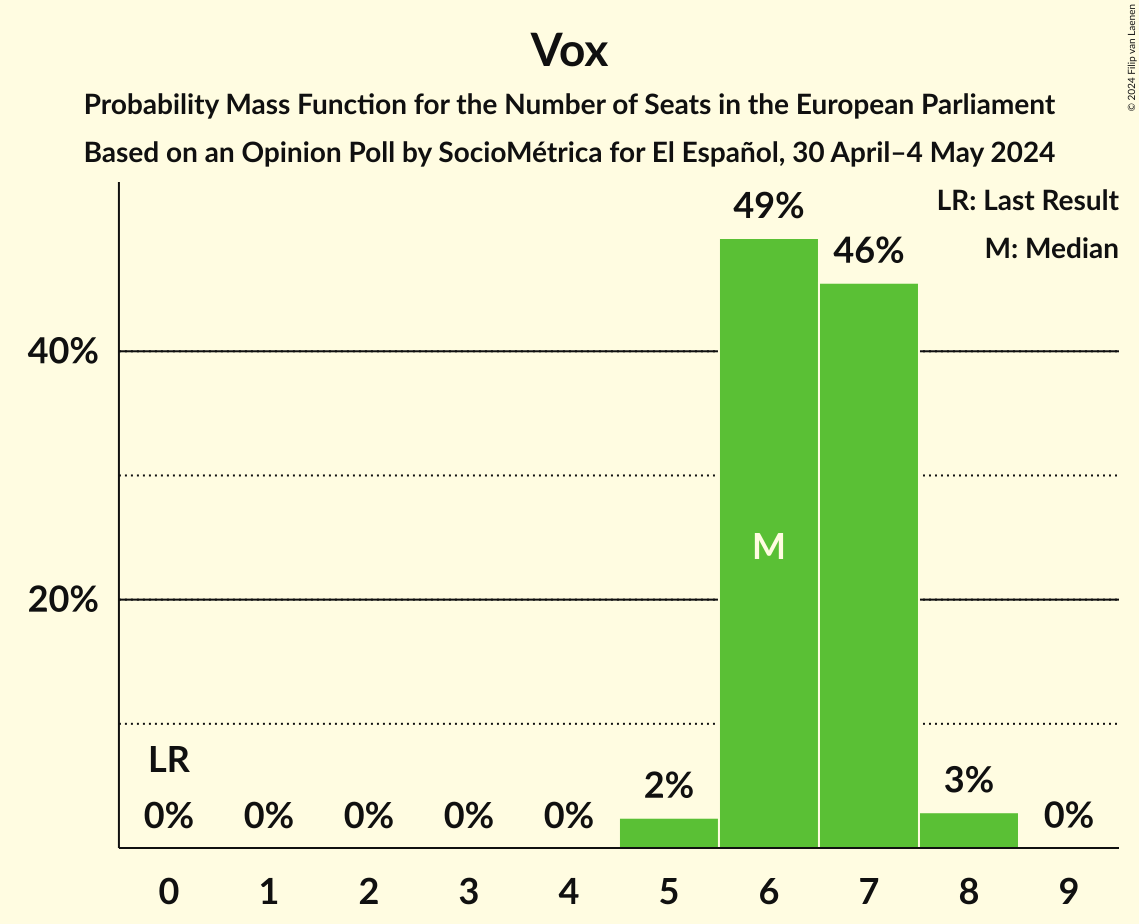 Vox
Probability Mass Function for the Number of Seats in the European Parliament
Based on an Opinion Poll by SocioMétrica for El Español, 30 April–4 May 2024
© 2024 Filip van Laenen
LR: Last Result
M: Median
49%
46%
40%
M
20%
LR
0%
0%
0%
0%
0%
2%
3%
0%
0
1
2
3
4
5
6
7
8
9